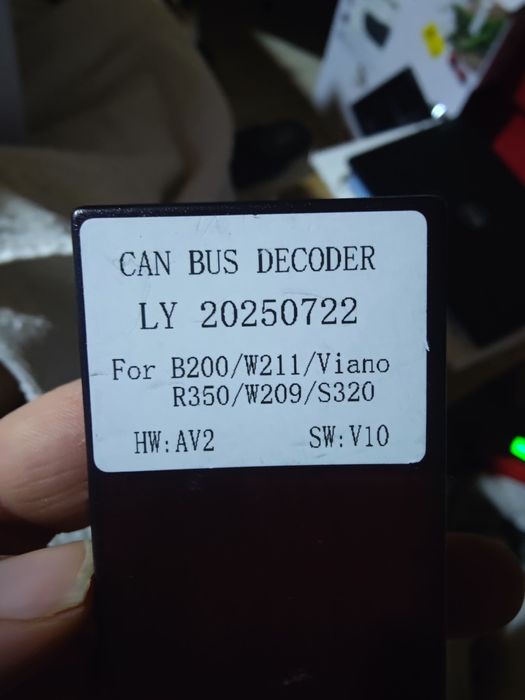 CAN BUS DECODER
LY 20250722
For B200/W211/Viano
R350/W209/S320
HW:AV2 SW:V10